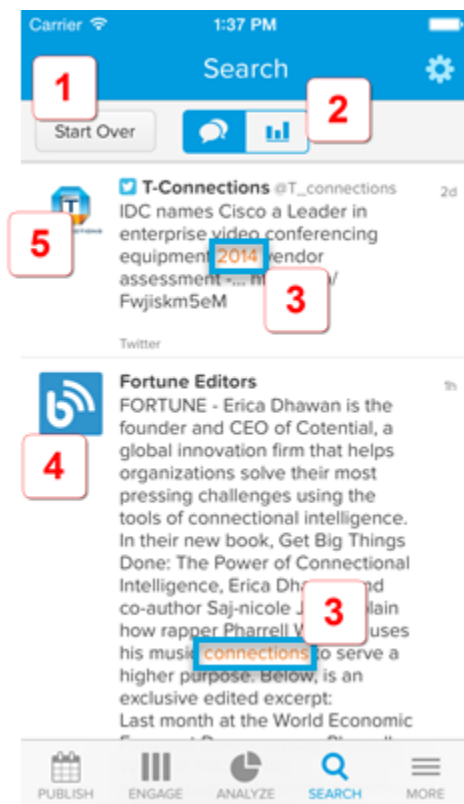 Carrier 1:37 PM
1
Search
2
Start Over
T-Connections @T_connections 2d
IDC names Cisco a Leader in
5
enterprise video conferencing
equipment 2014 vendor
assessment -...
3
Fwjiskm5eM
Twitter
Fortune Editors 1h
FORTUNE - Erica Dhawan is the
founder and CEO of Cotential, a
4
global innovation firm that helps
organizations solve their most
pressing challenges using the
tools of connectional intelligence.
In their new book, Get Big Things
Done: The Power of Connectional
Intelligence, Erica
co-author Saj-nicole
3
how rapper Pharrell uses
his music connections to serve a
higher purpose. Below, is an
exclusive edited excerpt:
Last month at the World Economic
PUBLISH ENGAGE ANALYZE SEARCH MORE